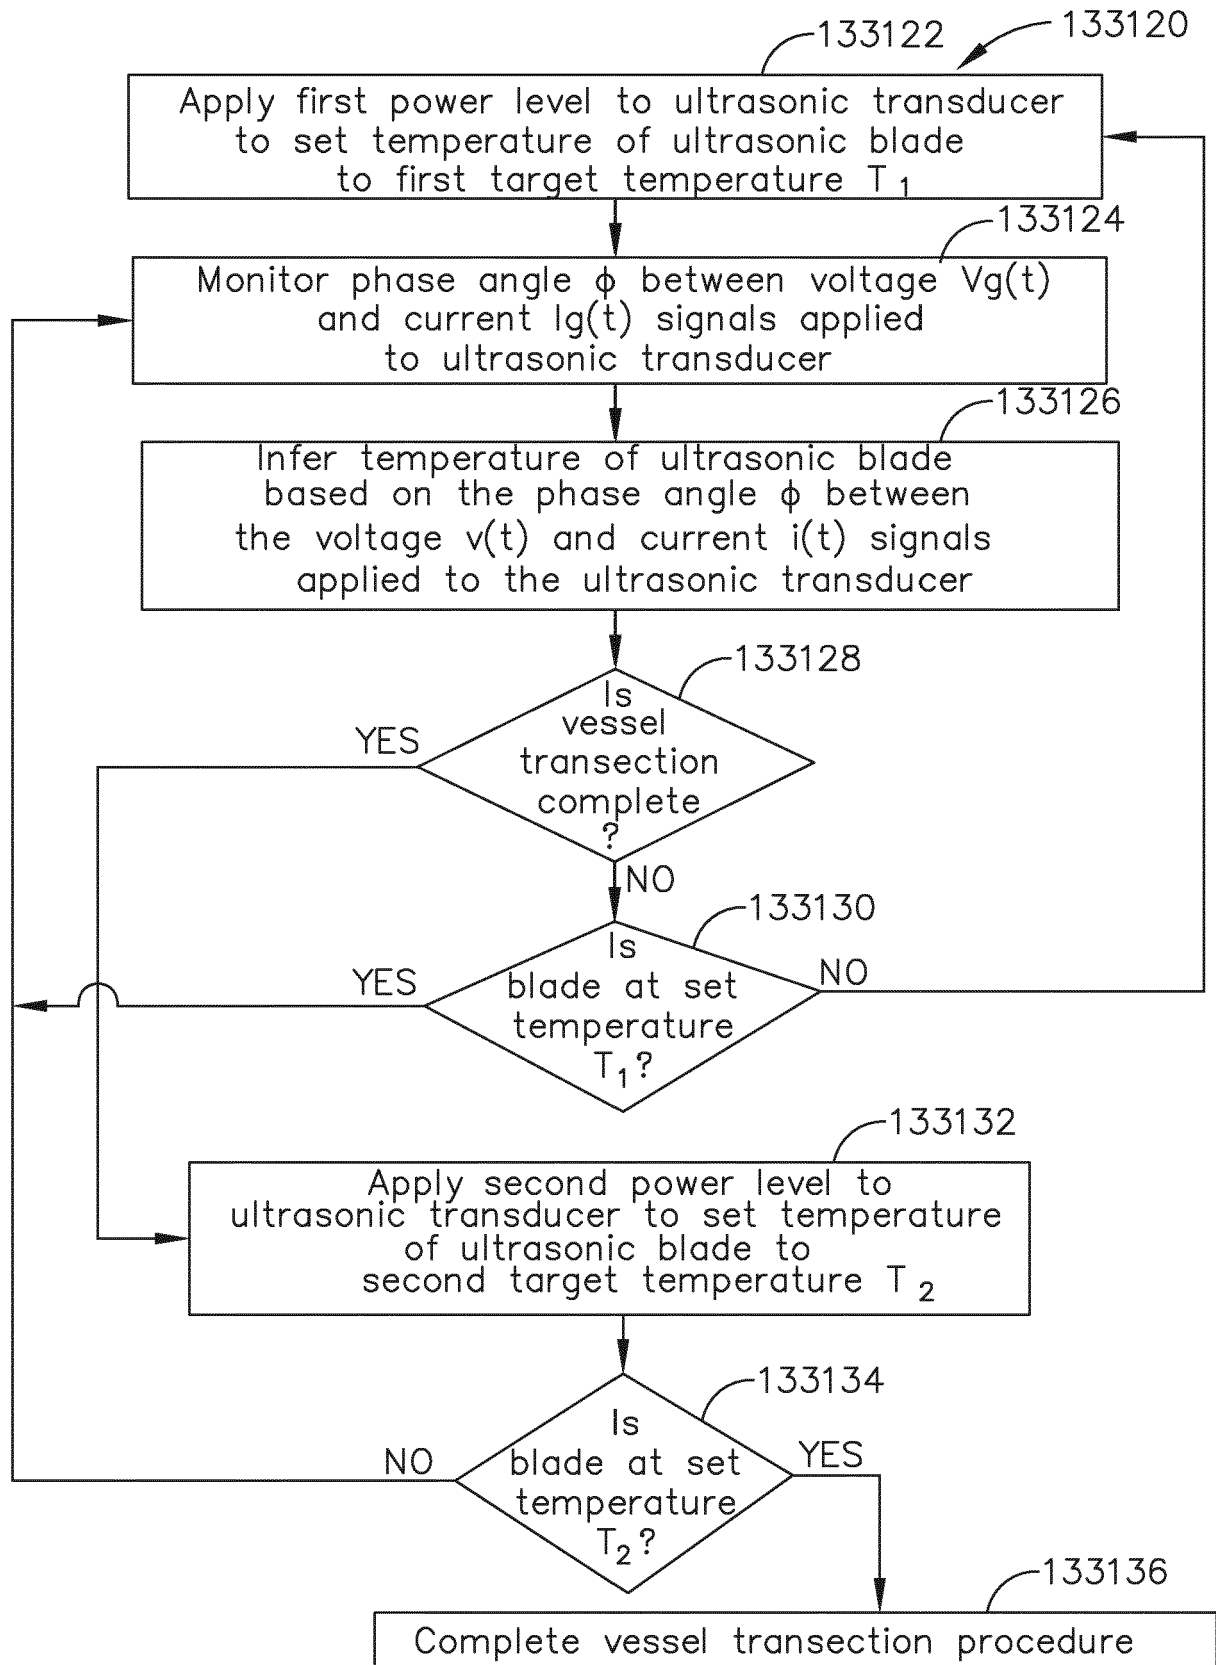 133122
133120
Apply first power level to ultrasonic transducer
to set temperature of ultrasonic blade
to first target temperature T1
133124
Monitor phase angle ϕ between voltage Vg(t)
and current Ig(t) signals applied
to ultrasonic transducer
133126
Infer temperature of ultrasonic blade
based on the phase angle ϕ between
the voltage v(t) and current i(t) signals
applied to the ultrasonic transducer
133128
Is
vessel
transection
complete
?
YES
NO
133130
Is
blade at set
temperature
T1?
YES
NO
133132
Apply second power level to
ultrasonic transducer to set temperature
of ultrasonic blade to
second target temperature T2
133134
Is
blade at set
temperature
T2?
NO
YES
133136
Complete vessel transection procedure